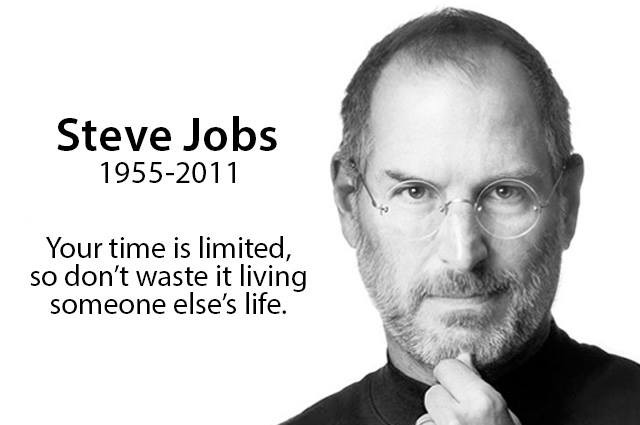 Steve Jobs
1955-2011
Your time is limited,
so don’t waste it living
someone else’s life.